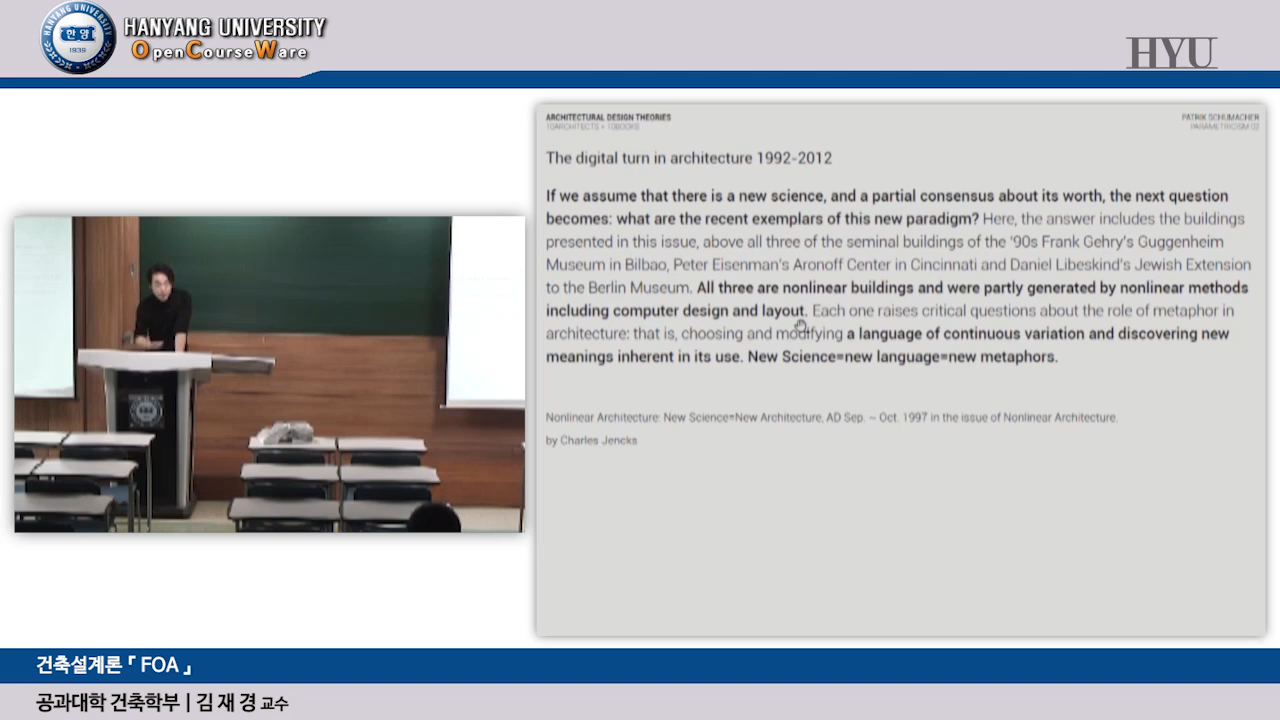 HANYANG UNIVERSITY
한양
1939
HANYANG UNIVERSITY
OpenCourseWare
HYU
ARCHITECTURAL DESIGN THEORIES
10ARCHITECTS + 10BOOKS
PATRIK SCHUMACHER
PARAMETRICISM 02
The digital turn in architecture 1992-2012
If we assume that there is a new science, and a partial consensus about its worth, the next question
becomes: what are the recent exemplars of this new paradigm? Here, the answer includes the buildings
presented in this issue, above all three of the seminal buildings of the ‘90s Frank Gehry's Guggenheim
Museum in Bilbao, Peter Eisenman's Aronoff Center in Cincinnati and Daniel Libeskind's Jewish Extension
to the Berlin Museum. All three are nonlinear buildings and were partly generated by nonlinear methods
including computer design and layout. Each one raises critical questions about the role of metaphor in
architecture: that is, choosing and modifying a language of continuous variation and discovering new
meanings inherent in its use. New Science=new language=new metaphors.
Nonlinear Architecture: New Science=New Architecture, AD Sep. ~ Oct. 1997 in the issue of Nonlinear Architecture.
by Charles Jencks
건축설계론「 FOA 」
공과대학 건축학부 | 김 재 경 교수